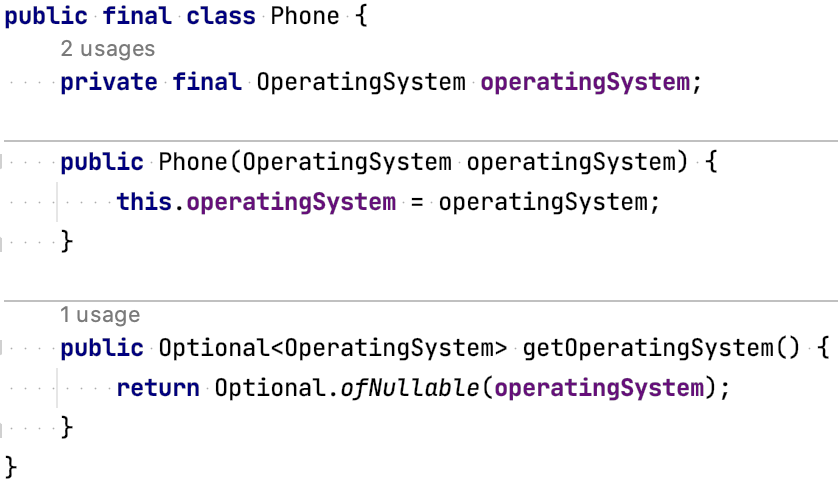 public final class Phone {
2 usages
private final OperatingSystem operatingSystem;
public Phone(OperatingSystem operatingSystem) {
this.operatingSystem = operatingSystem;
}
1 usage
public Optional<OperatingSystem> getOperatingSystem() {
return Optional.ofNullable(operatingSystem);
}
}